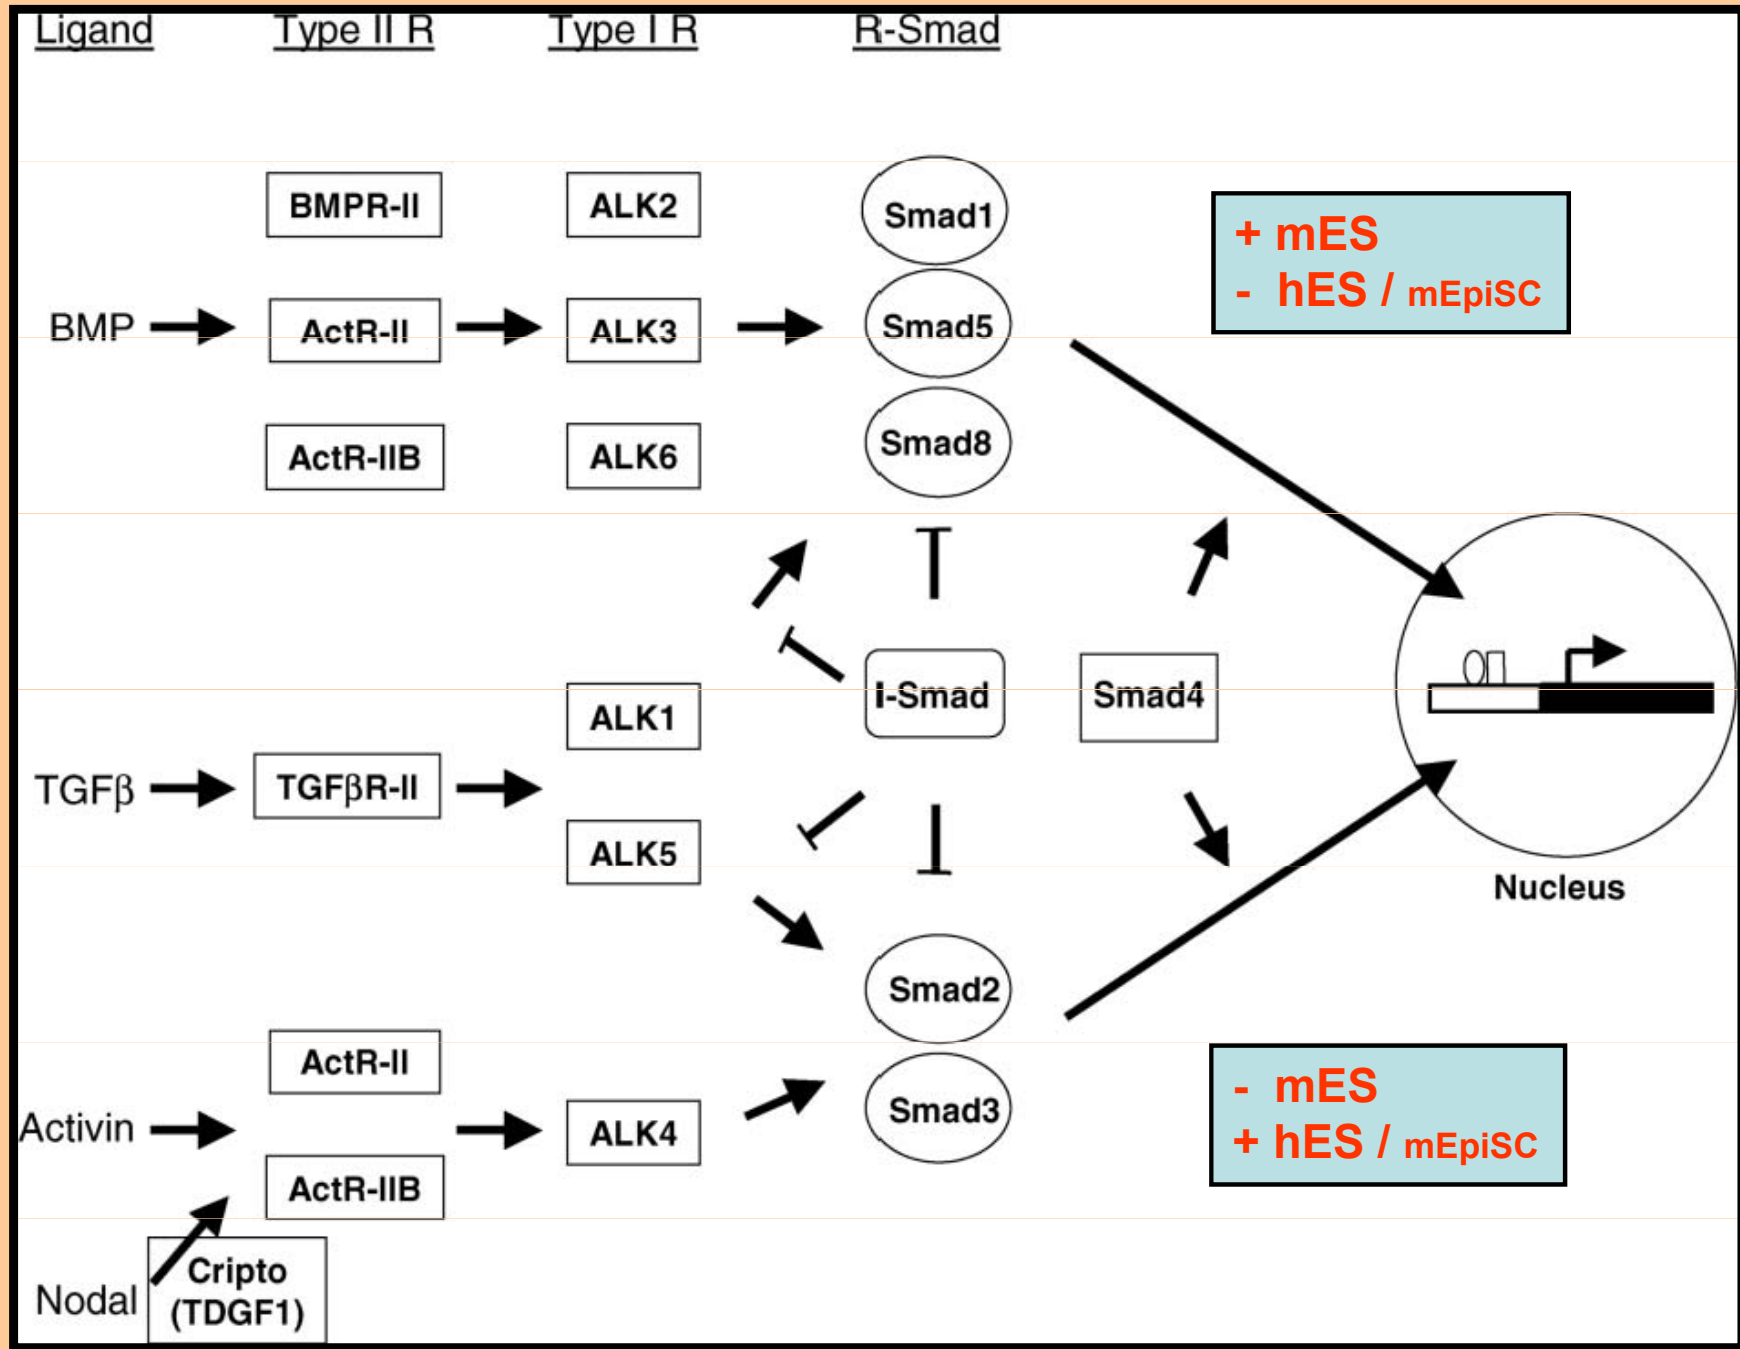 Ligand Type II R Type I R R-Smad
BMPR-II ALK2 Smad1
+ mES
- hES / mEpiSC
BMP ActR-II ALK3 Smad5
ActR-IIB ALK6 Smad8
ALK1 I-Smad Smad4
TGFβ TGFβR-II
ALK5
Nucleus
Smad2
ActR-II
- mES
+ hES / mEpiSC
Activin ALK4 Smad3
ActR-IIB
Nodal Cripto
(TDGF1)